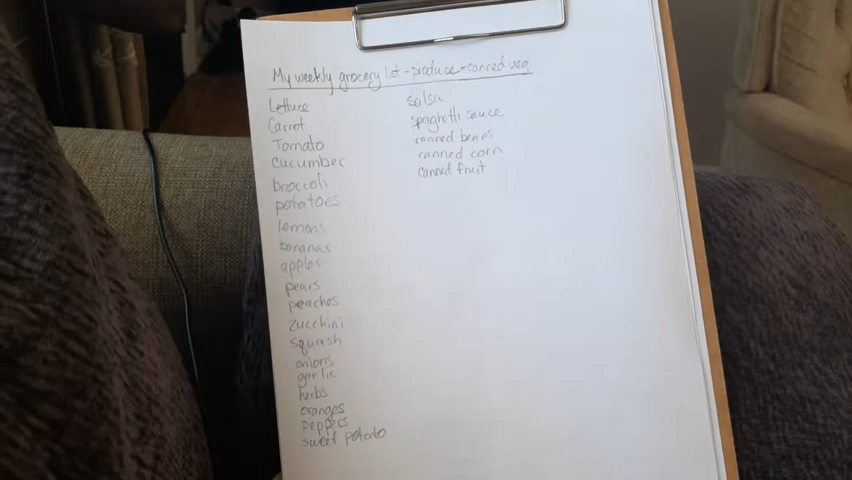 My weekly grocery list - produce - canned veg
Lettuce
Carrot
Tomato
cucumber
broccoli
potatoes
lemons
bananas
apples
pears
peaches
zucchini
squash
onions
garlic
herbs
oranges
peppers
sweet potato
salsa
spaghetti sauce
canned beans
canned corn
canned fruit